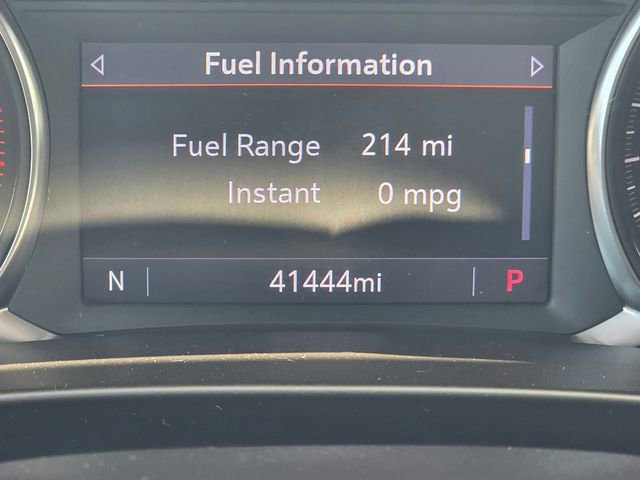 Fuel Information
Fuel Range 214 mi
Instant 0 mpg
N 41444mi P